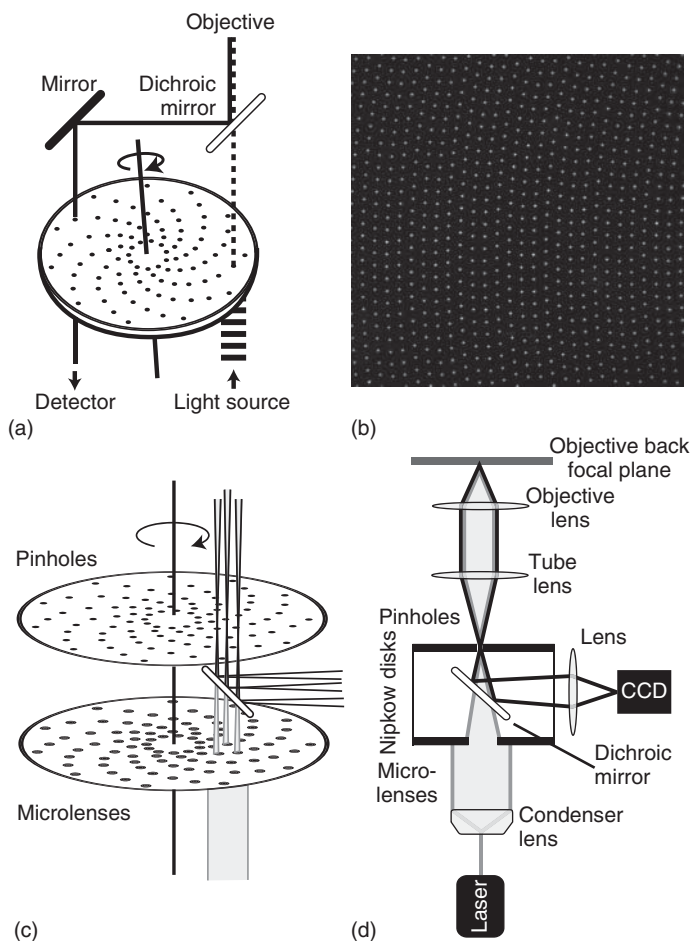 Objective
Mirror
Dichroic
mirror
Detector
Light source
(a)
(b)
Pinholes
Microlenses
(c)
Objective back
focal plane
Objective
lens
Tube
lens
Pinholes
Lens
Nipkow disks
CCD
Dichroic
mirror
Micro-
lenses
Condenser
lens
Laser
(d)